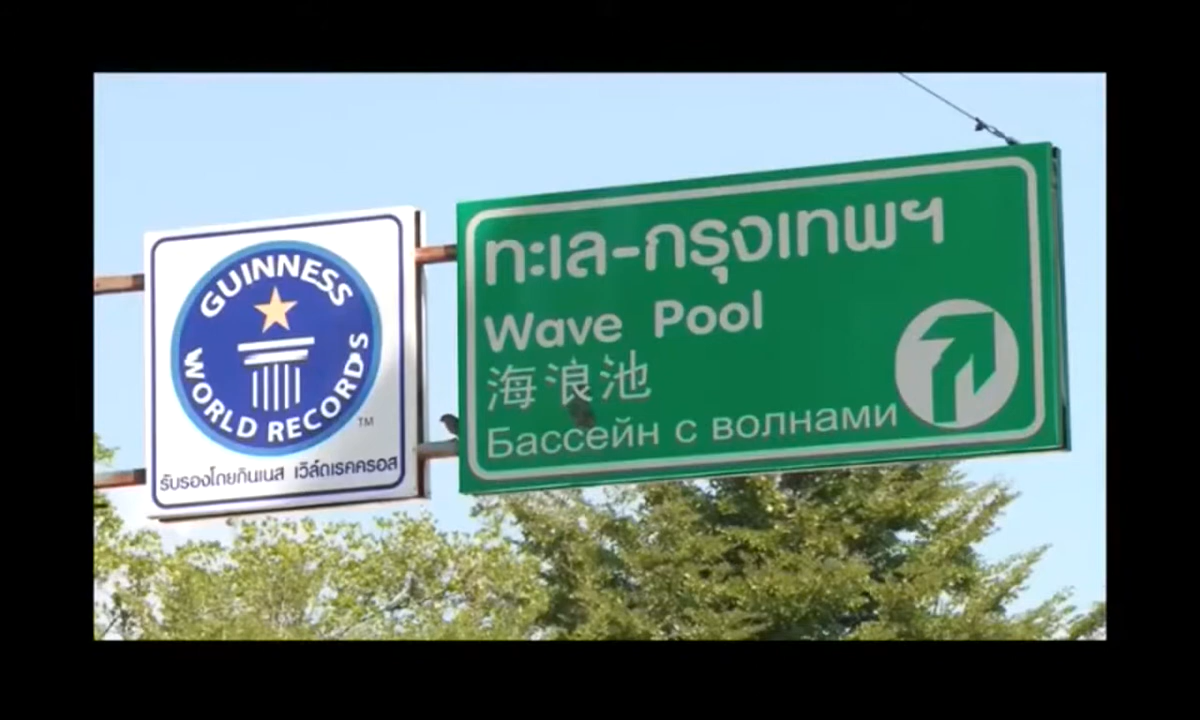 GUINNESS
WORLD RECORDS
TM
รับรองโดยกินเนส เวิล์ดเรคครอส
ทะเล-กรุงเทพฯ
Wave Pool
海浪池
Бассейн с волнами